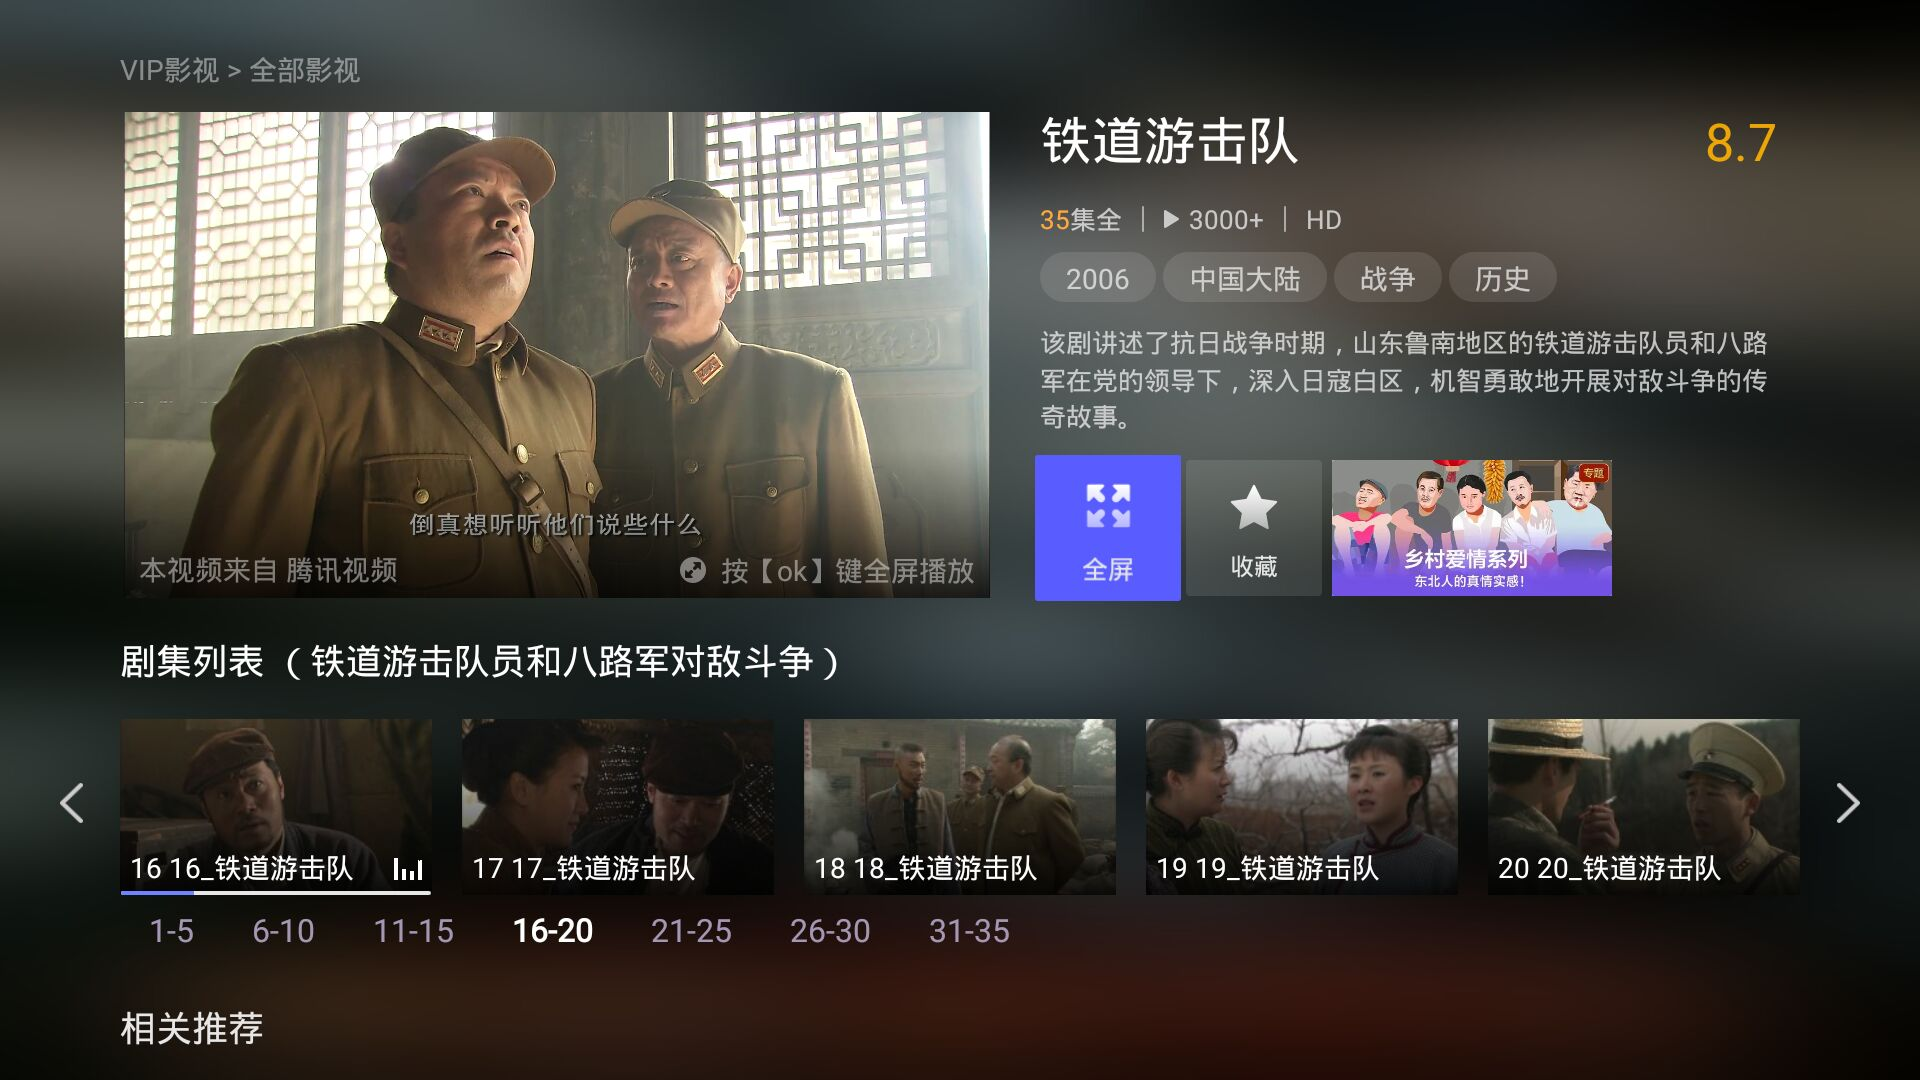 VIP影视 > 全部影视
铁道游击队
8.7
35集全 | 3000+ | HD
2006 中国大陆 战争 历史
该剧讲述了抗日战争时期，山东鲁南地区的铁道游击队员和八路
军在党的领导下，深入日寇白区，机智勇敢地开展对敌斗争的传
奇故事。
倒真想听听他们说些什么
本视频来自 腾讯视频
按【ok】键全屏播放
全屏
收藏
专题
乡村爱情系列
东北人的真情实感！
剧集列表 （铁道游击队员和八路军对敌斗争）
16 16_铁道游击队
17 17_铁道游击队
18 18_铁道游击队
19 19_铁道游击队
20 20_铁道游击队
1-5 6-10 11-15 16-20 21-25 26-30 31-35
相关推荐